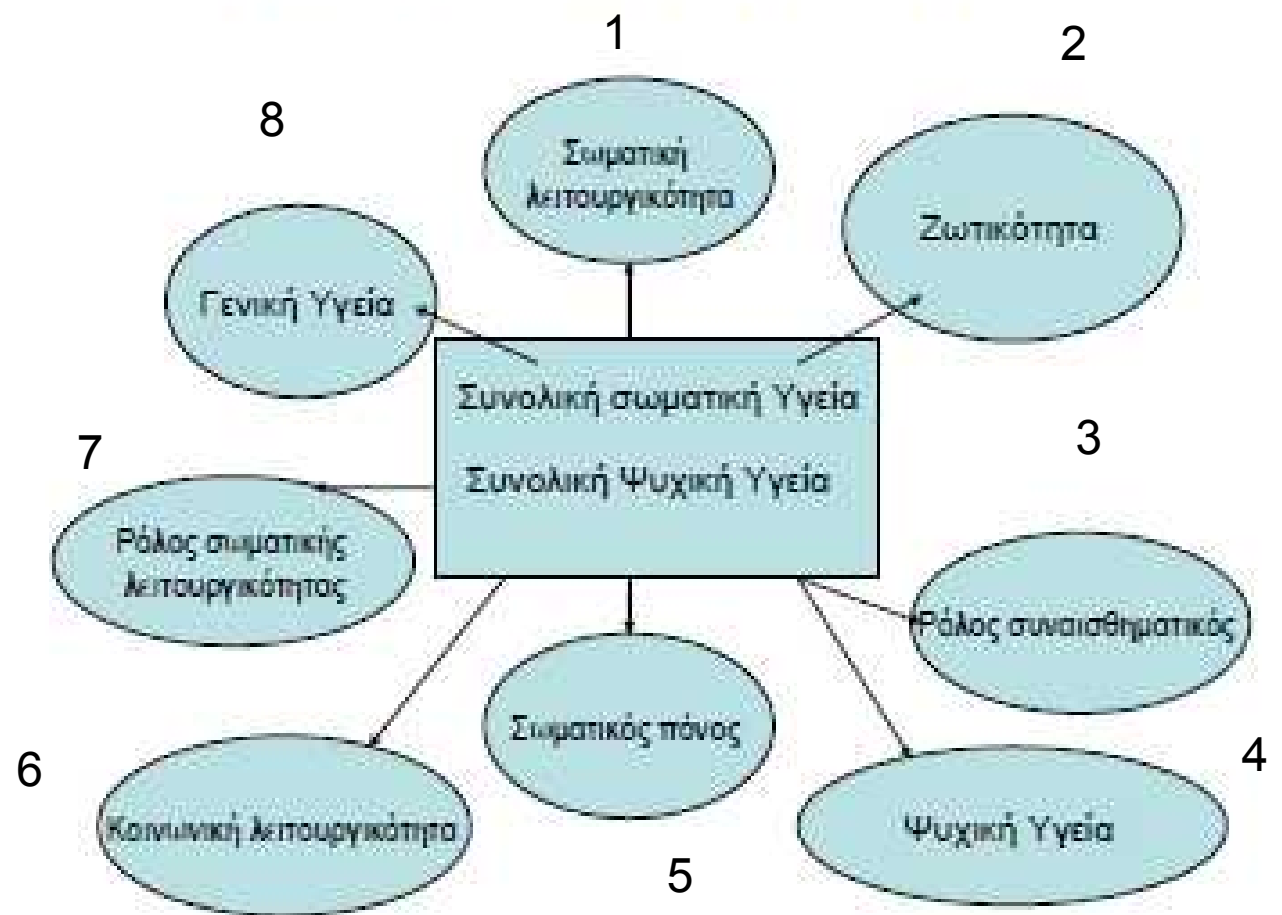 1
Σωματική
λειτουργικότητα
2
Ζωτικότητα
8
Γενική Υγεία
Συνολική σωματική Υγεία
Συνολική Ψυχική Υγεία
3
Ρόλος συναισθηματικός
7
Ρόλος σωματικής
λειτουργικότητας
4
Ψυχική Υγεία
5
Σωματικός πόνος
6
Κοινωνική λειτουργικότητα